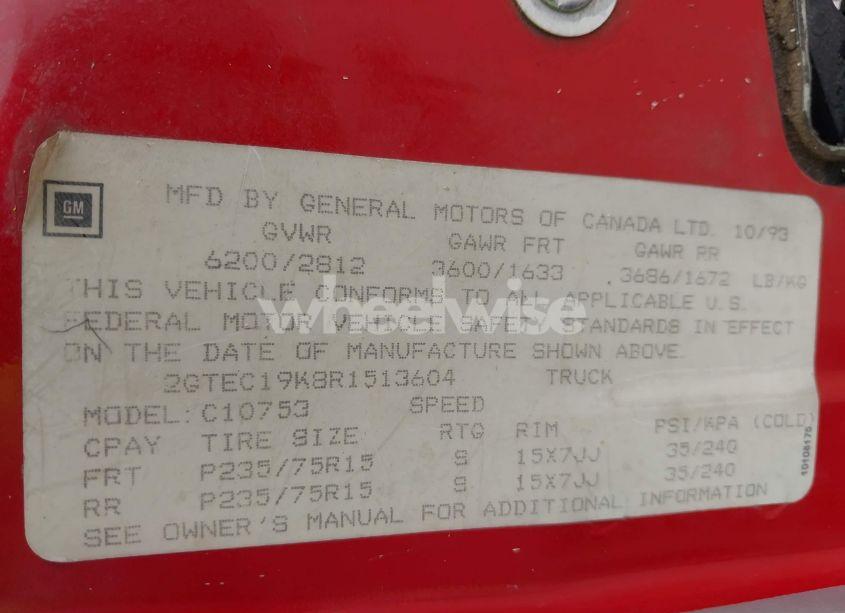 GM
MFD BY GENERAL MOTORS OF CANADA LTD. 10/93
GVWR GAWR FRT GAWR RR
6200/2812 3600/1633 3686/1672 LB/KG
THIS VEHICLE CONFORMS TO ALL APPLICABLE U.S.
FEDERAL MOTOR VEHICLE SAFETY STANDARDS IN EFFECT
ON THE DATE OF MANUFACTURE SHOWN ABOVE.
2GTEC19K8R1513604 TRUCK
MODEL: C10753 SPEED
CPAY TIRE SIZE RTG RIM PSI/KPA (COLD)
FRT P235/75R15 S 15X7JJ 35/240
RR P235/75R15 S 15X7JJ 35/240
SEE OWNER'S MANUAL FOR ADDITIONAL INFORMATION
10108175
wheelwise